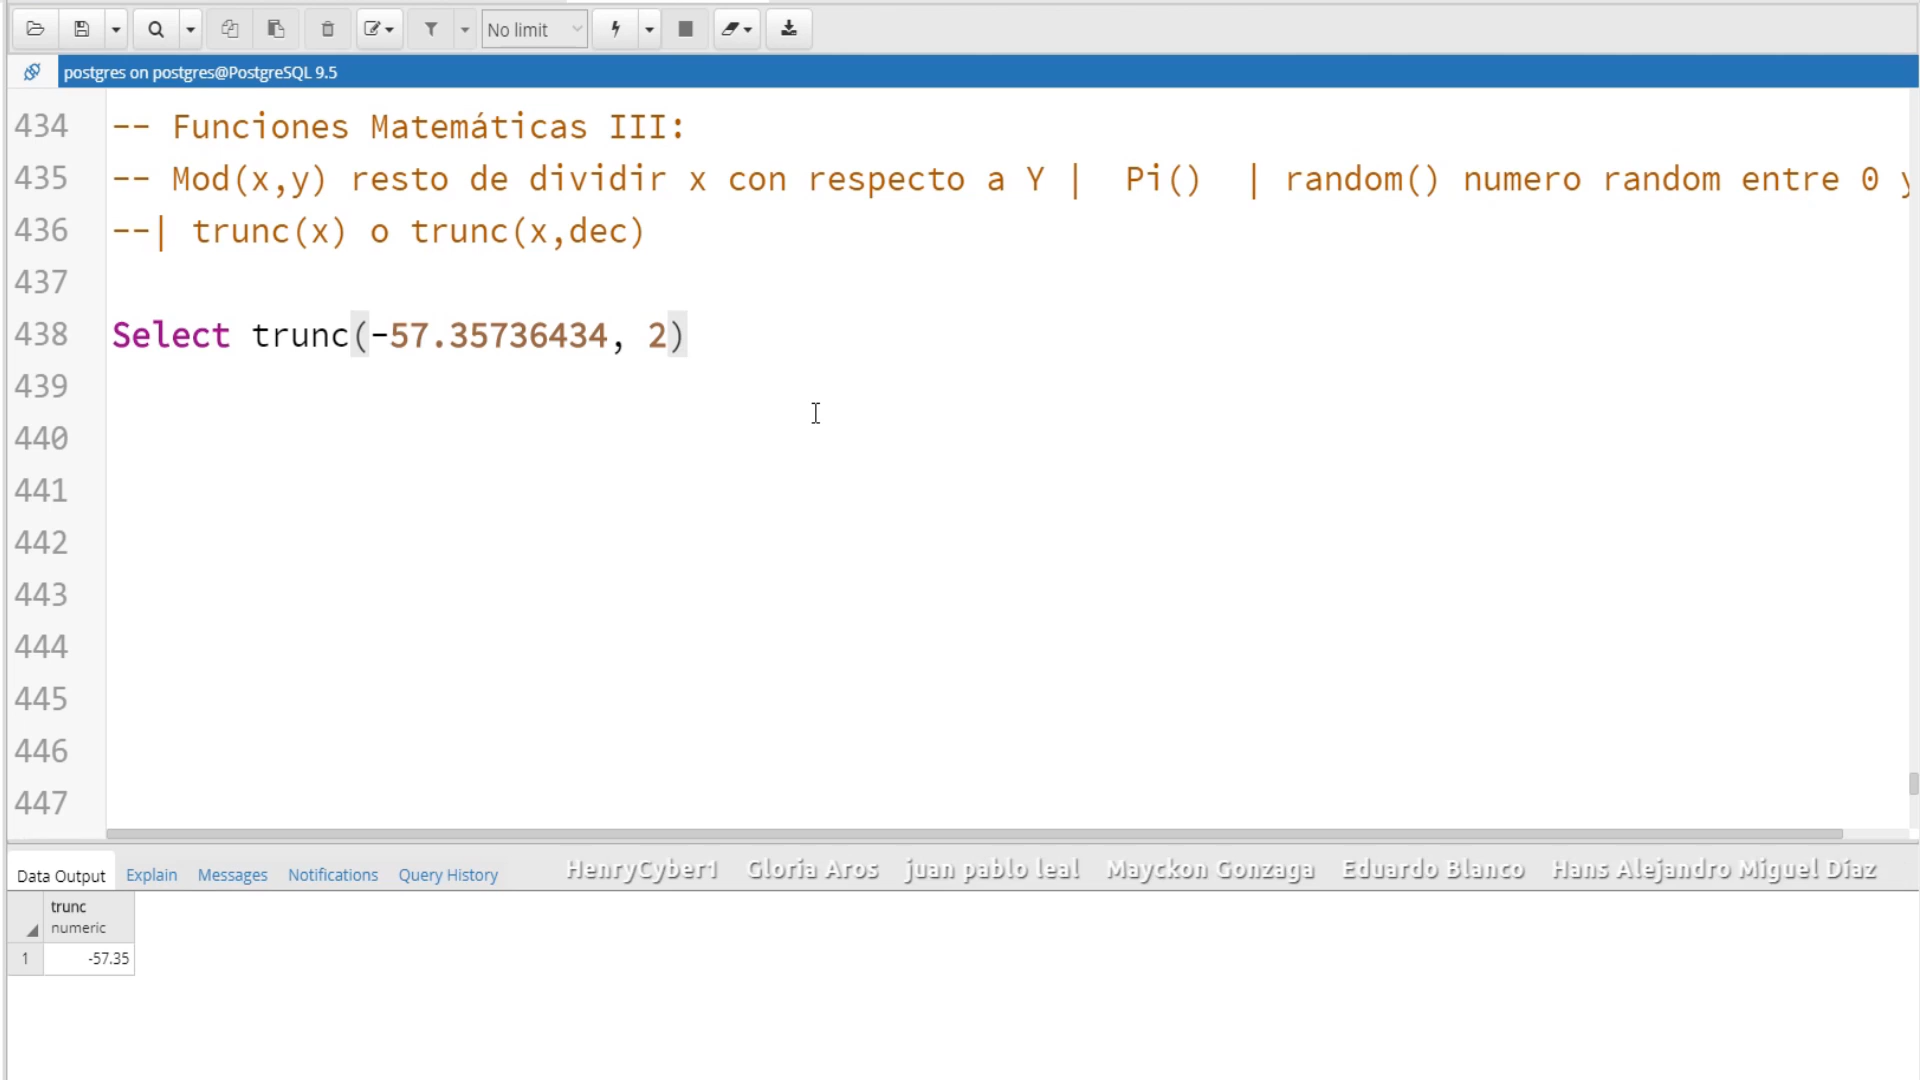 No limit
postgres on postgres@PostgreSQL 9.5
434 -- Funciones Matemáticas III:
435 -- Mod(x,y) resto de dividir x con respecto a Y | Pi() | random() numero random entre 0 y
436 --| trunc(x) o trunc(x,dec)
437
438 Select trunc(-57.35736434, 2)
439
440
441
442
443
444
445
446
447
Data Output Explain Messages Notifications Query History HenryCyber1 Gloria Aros juan pablo leal Mayckon Gonzaga Eduardo Blanco Hans Alejandro Miguel Díaz
trunc
numeric
1 -57.35